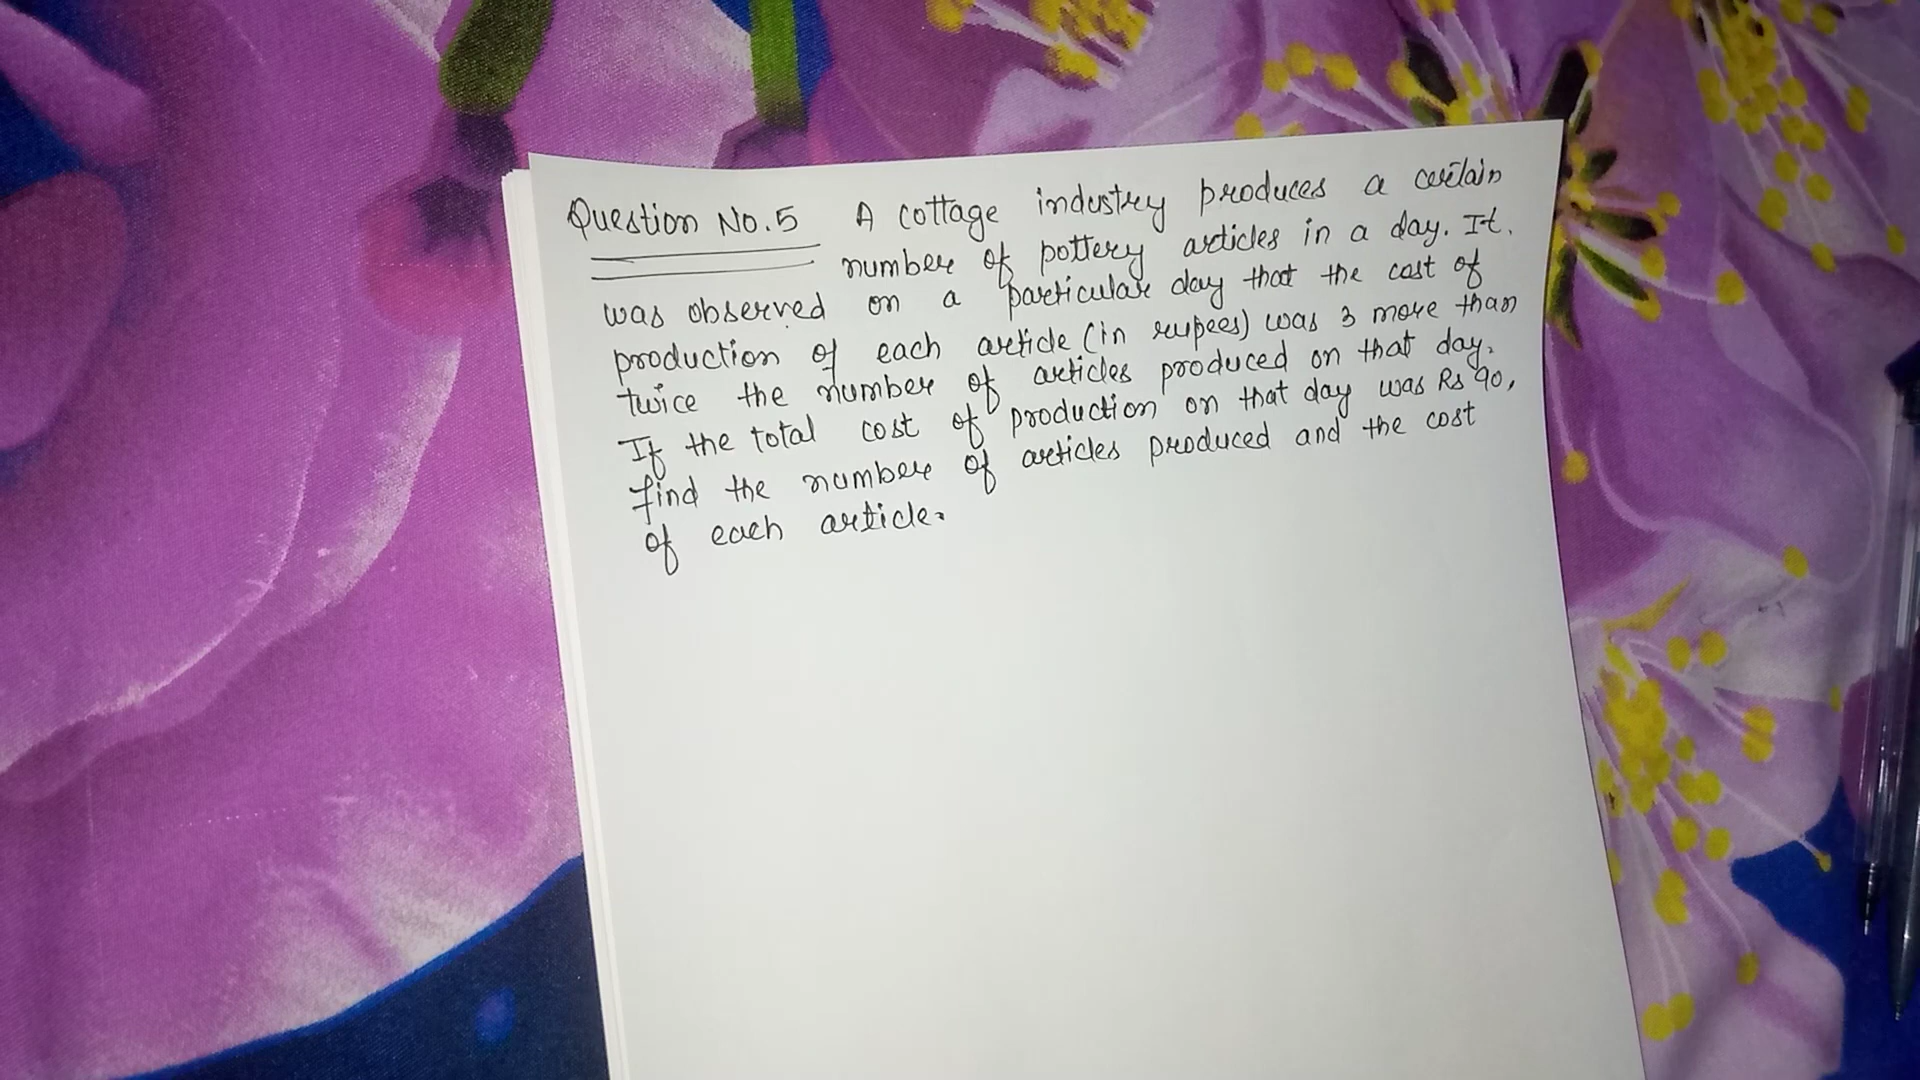 Question No.5 A cottage industry produces a certain
number of pottery articles in a day. It.
was observed on a particular day that the cost of
production of each article (in rupees) was 3 more than
twice the number of articles produced on that day.
If the total cost of production on that day was Rs 90,
find the number of articles produced and the cost
of each article.